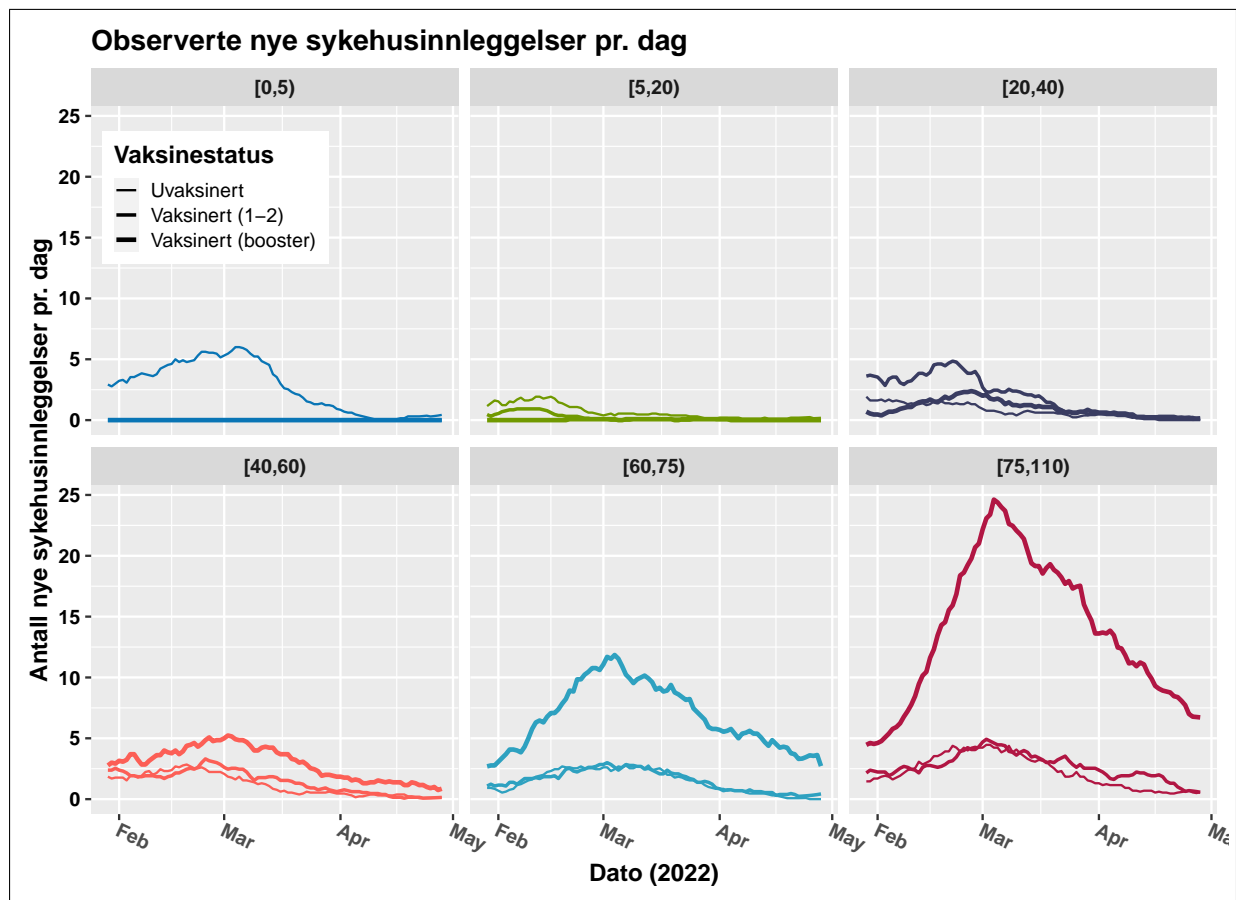 Observerte nye sykehusinnleggelser pr. dag
[0,5)
[5,20)
[20,40)
25
20
15
10
5
0
Vaksinestatus
Uvaksinert
Vaksinert (1−2)
Vaksinert (booster)
Antall nye sykehusinnleggelser pr. dag
[40,60)
[60,75)
[75,110)
25
20
15
10
5
0
Feb Mar Apr May
Feb Mar Apr May
Feb Mar Apr Ma
Dato (2022)